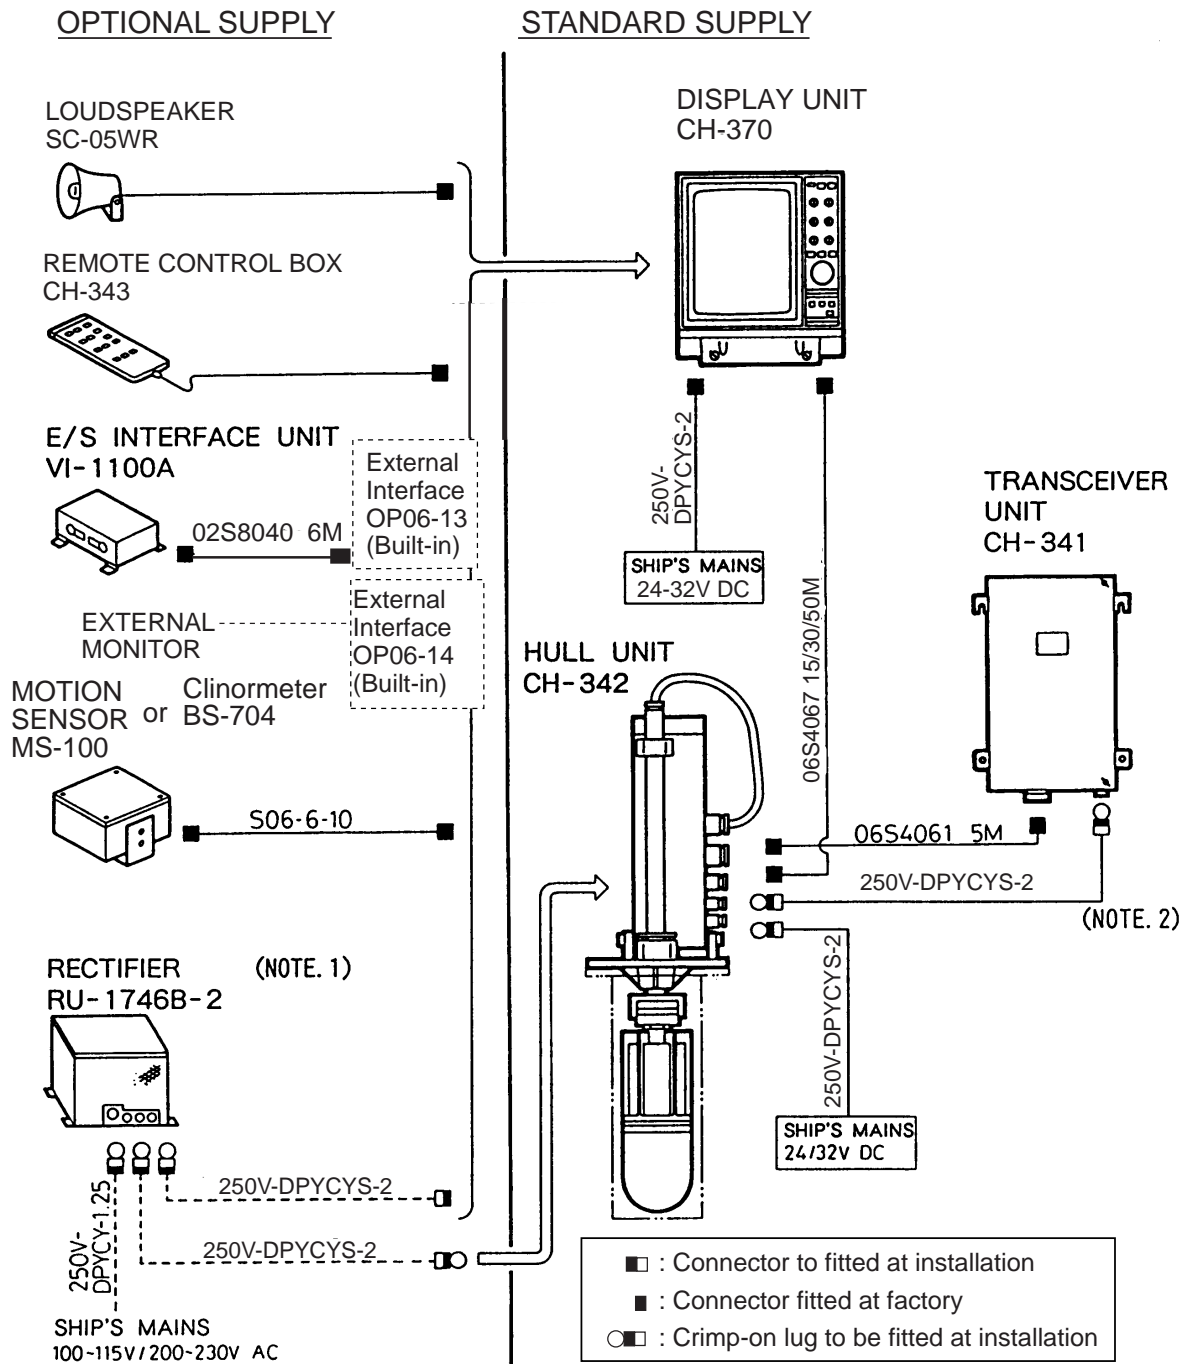 OPTIONAL SUPPLY
STANDARD SUPPLY
LOUDSPEAKER
SC-05WR
DISPLAY UNIT
CH-370
REMOTE CONTROL BOX
CH-343
E/S INTERFACE UNIT
VI-1100A
External
Interface
OP06-13
(Built-in)
02S8040 6M
EXTERNAL
MONITOR
External
Interface
OP06-14
(Built-in)
MOTION
SENSOR
MS-100
or
Clinormeter
BS-704
S06-6-10
RECTIFIER
RU-1746B-2
(NOTE. 1)
250V-DPYCYS-2
250V-DPYCYS-2
250V-
DPYCY-1.25
SHIP'S MAINS
100~115V/200~230V AC
250V-
DPYCYS-2
SHIP'S MAINS
24-32V DC
06S4067 15/30/50M
TRANSCEIVER
UNIT
CH-341
HULL UNIT
CH-342
06S4061 5M
250V-DPYCYS-2
(NOTE. 2)
250V-DPYCYS-2
SHIP'S MAINS
24/32V DC
: Connector to fitted at installation
: Connector fitted at factory
: Crimp-on lug to be fitted at installation